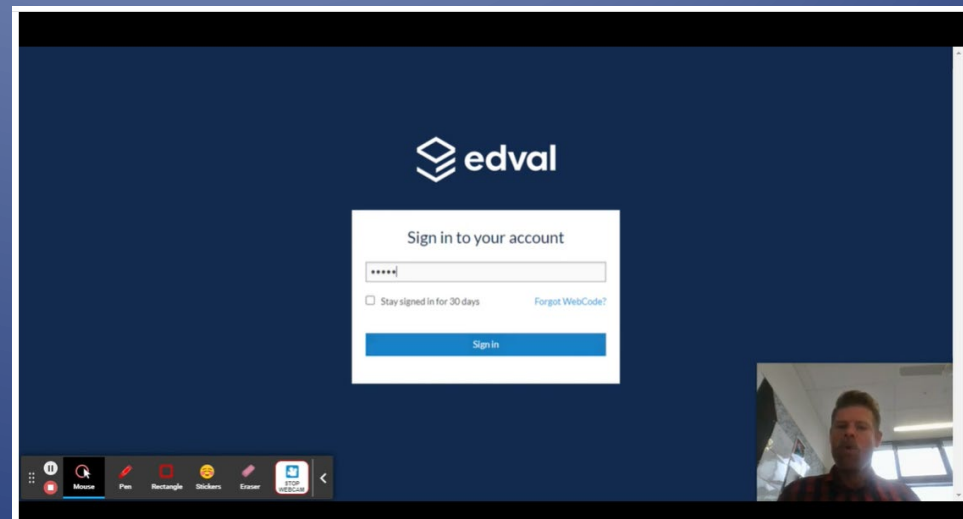 edval
Sign in to your account
•••••
Stay signed in for 30 days
Forgot WebCode?
Sign in
Mouse
Pen
Rectangle
Stickers
Eraser
STOP
WEBCAM